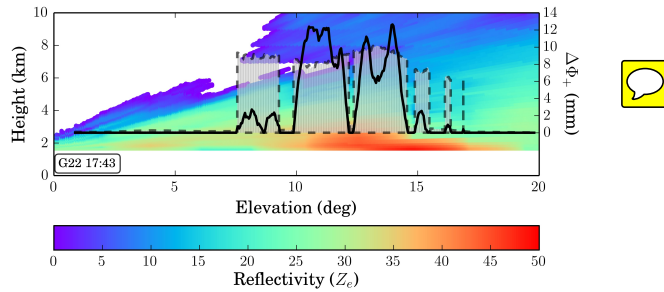 10
8
6
4
2
0
Height (km)
14
12
10
8
6
4
2
0
ΔΦ+ (mm)
G22 17:43
0 5 10 15 20
Elevation (deg)
0 5 10 15 20 25 30 35 40 45 50
Reflectivity (Ze)